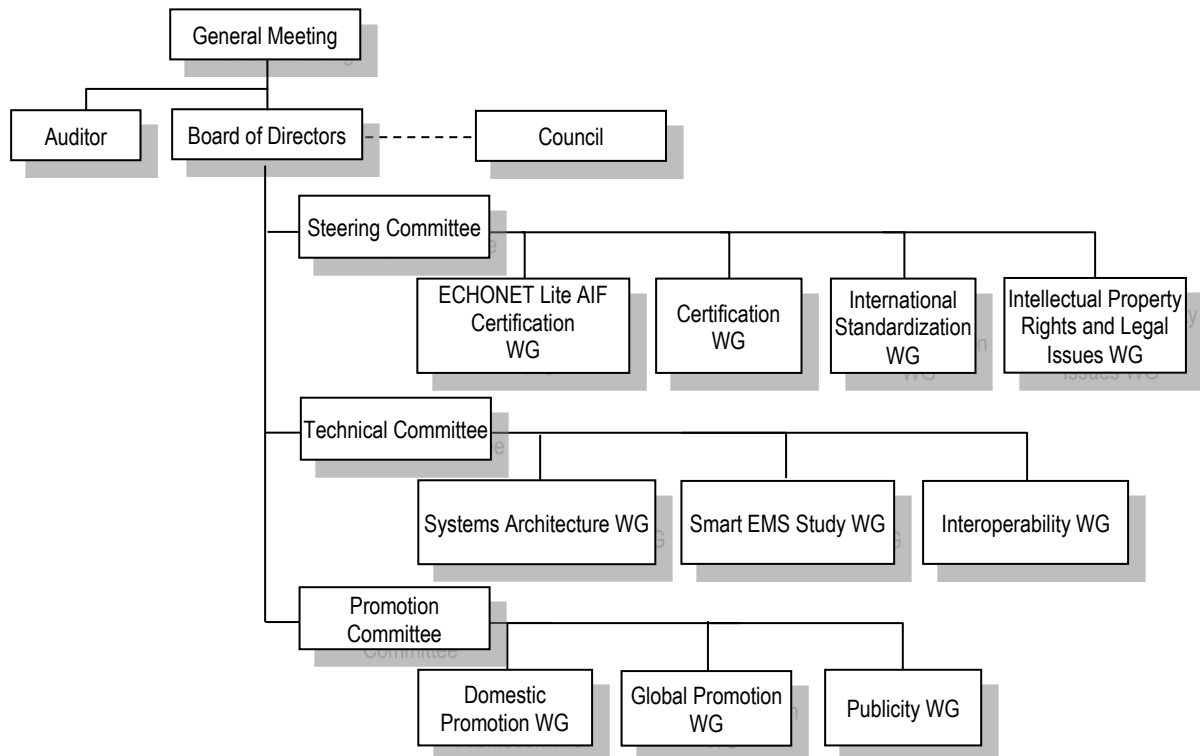 General Meeting
Auditor
Board of Directors
Council
Steering Committee
ECHONET Lite AIF
Certification
WG
Certification
WG
International
Standardization
WG
Intellectual Property
Rights and Legal
Issues WG
Technical Committee
Systems Architecture WG
Smart EMS Study WG
Interoperability WG
Promotion
Committee
Domestic
Promotion WG
Global Promotion
WG
Publicity WG